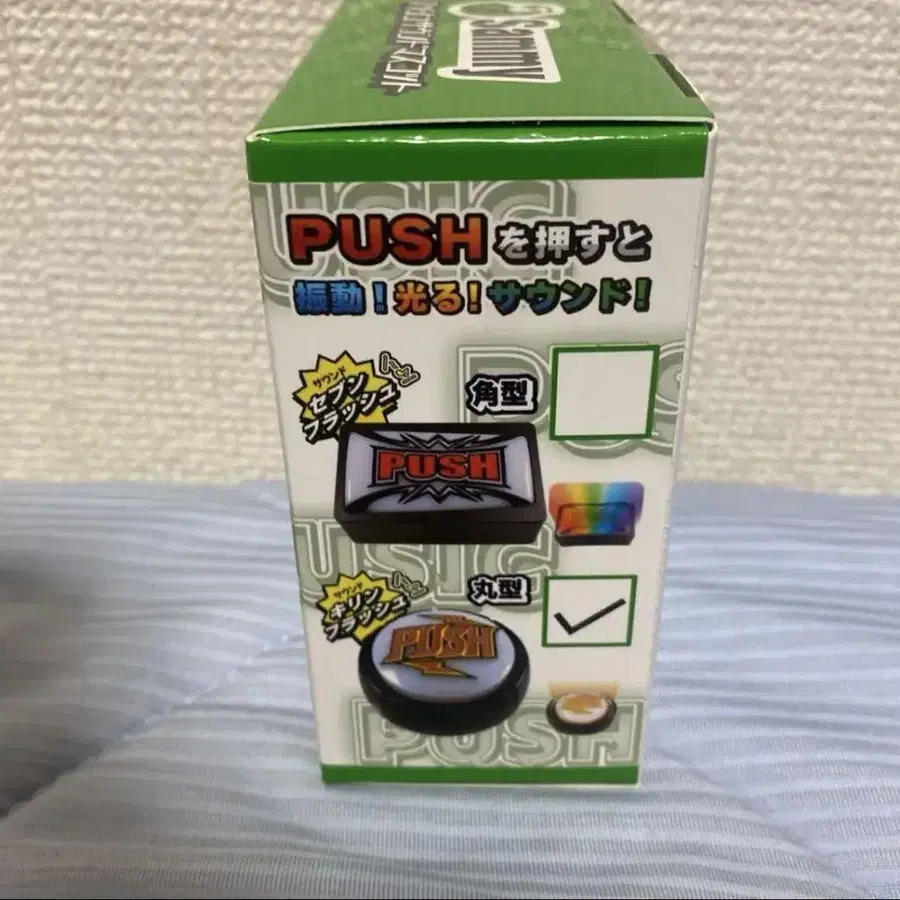 Sammy
PUSHを押すと
振動!光る!サウンド!
サウンド
セブン
フラッシュ
角型
PUSH
サウンド
キリン
フラッシュ
丸型
PUSH
PUSH